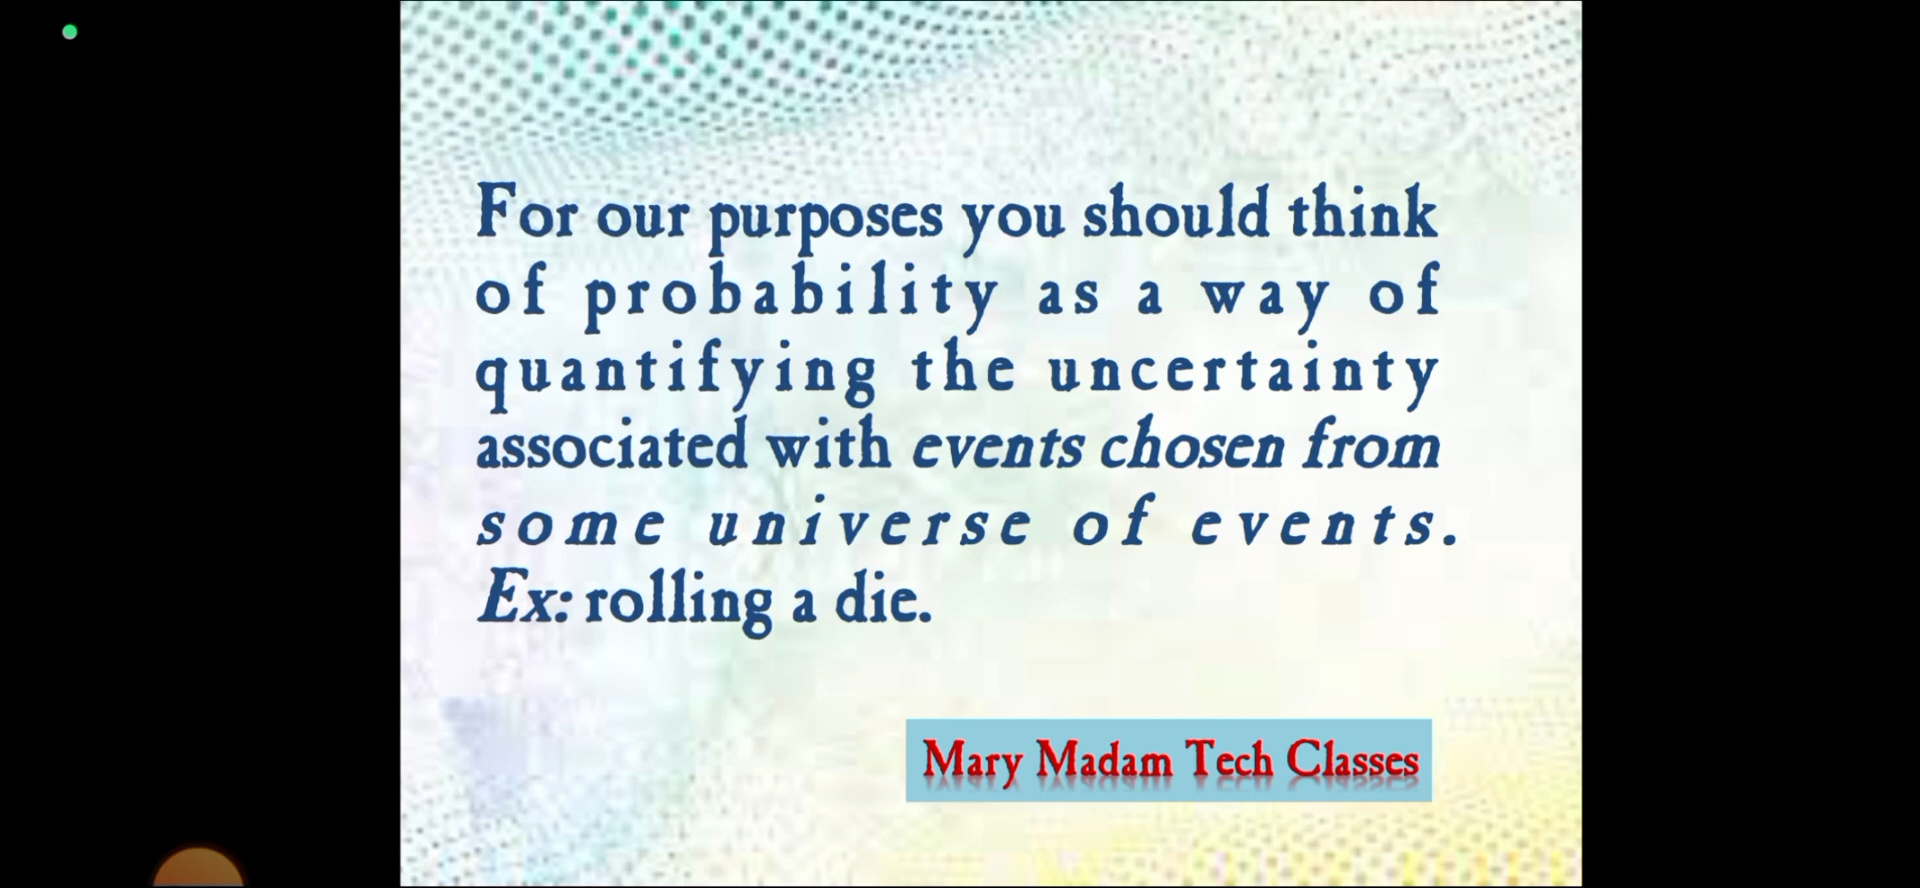 For our purposes you should think
of probability as a way of
quantifying the uncertainty
associated with events chosen from
some universe of events.
Ex: rolling a die.
Mary Madam Tech Classes